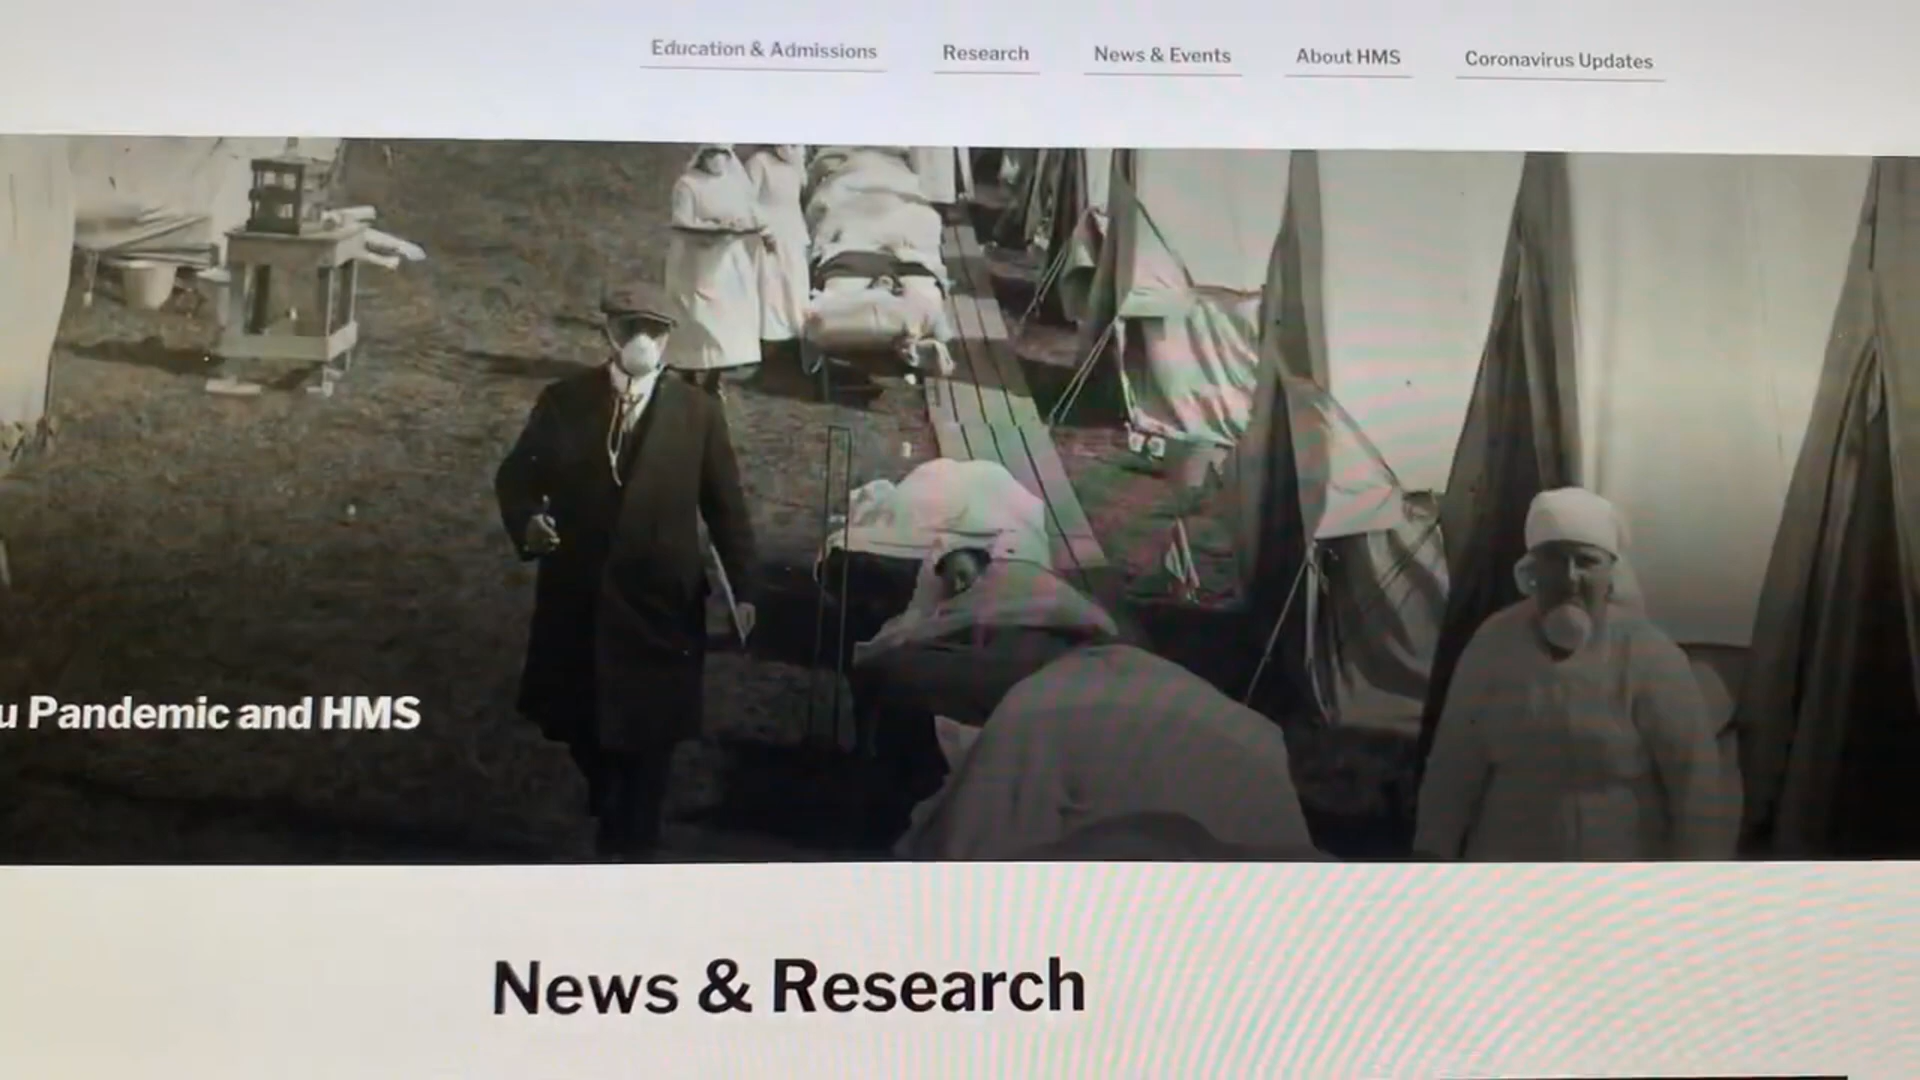 Education & Admissions
Research
News & Events
About HMS
Coronavirus Updates
u Pandemic and HMS
News & Research